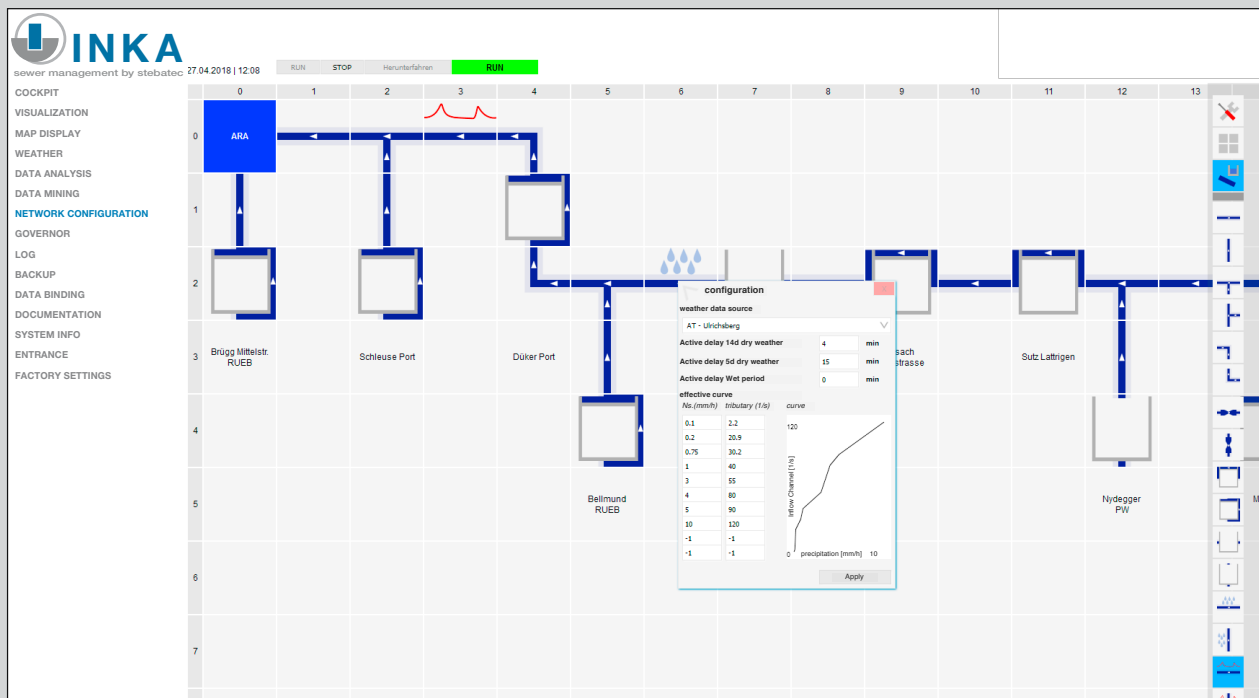 INKA
sewer management by stebatec
27.04.2018 | 12:08
RUN STOP Herunterfahren RUN
COCKPIT
VISUALIZATION
MAP DISPLAY
WEATHER
DATA ANALYSIS
DATA MINING
NETWORK CONFIGURATION
GOVERNOR
LOG
BACKUP
DATA BINDING
DOCUMENTATION
SYSTEM INFO
ENTRANCE
FACTORY SETTINGS
0 1 2 3 4 5 6 7 8 9 10 11 12 13
0
1
2
3
4
5
6
7
ARA
Brügg Mittelstr.
RUEB
Schleuse Port
Düker Port
Bellmund
RUEB
sach
strasse
Sutz Lattrigen
Nydegger
PW
M
configuration
weather data source
AT - Ulrichsberg
Active delay 14d dry weather 4 min
Active delay 5d dry weather 15 min
Active delay Wet period 0 min
effective curve
Ns.(mm/h) tributary (1/s) curve
0.1 2.2
0.2 20.9
0.75 30.2
1 40
3 55
4 80
5 90
10 120
-1 -1
-1 -1
120
Inflow Channel [1/s]
0 precipitation [mm/h] 10
Apply